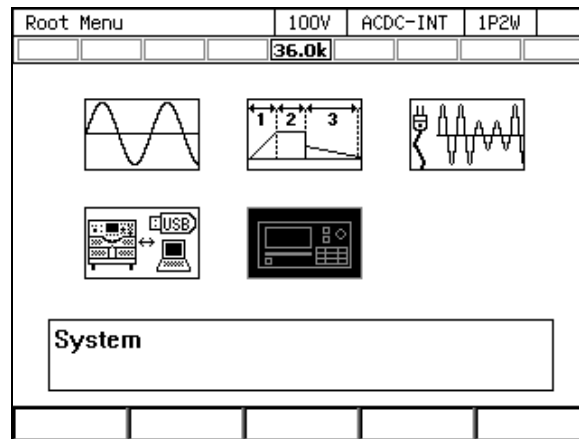 Root Menu 100V ACDC-INT 1P2W
36.0k
1 2 3
USB
System